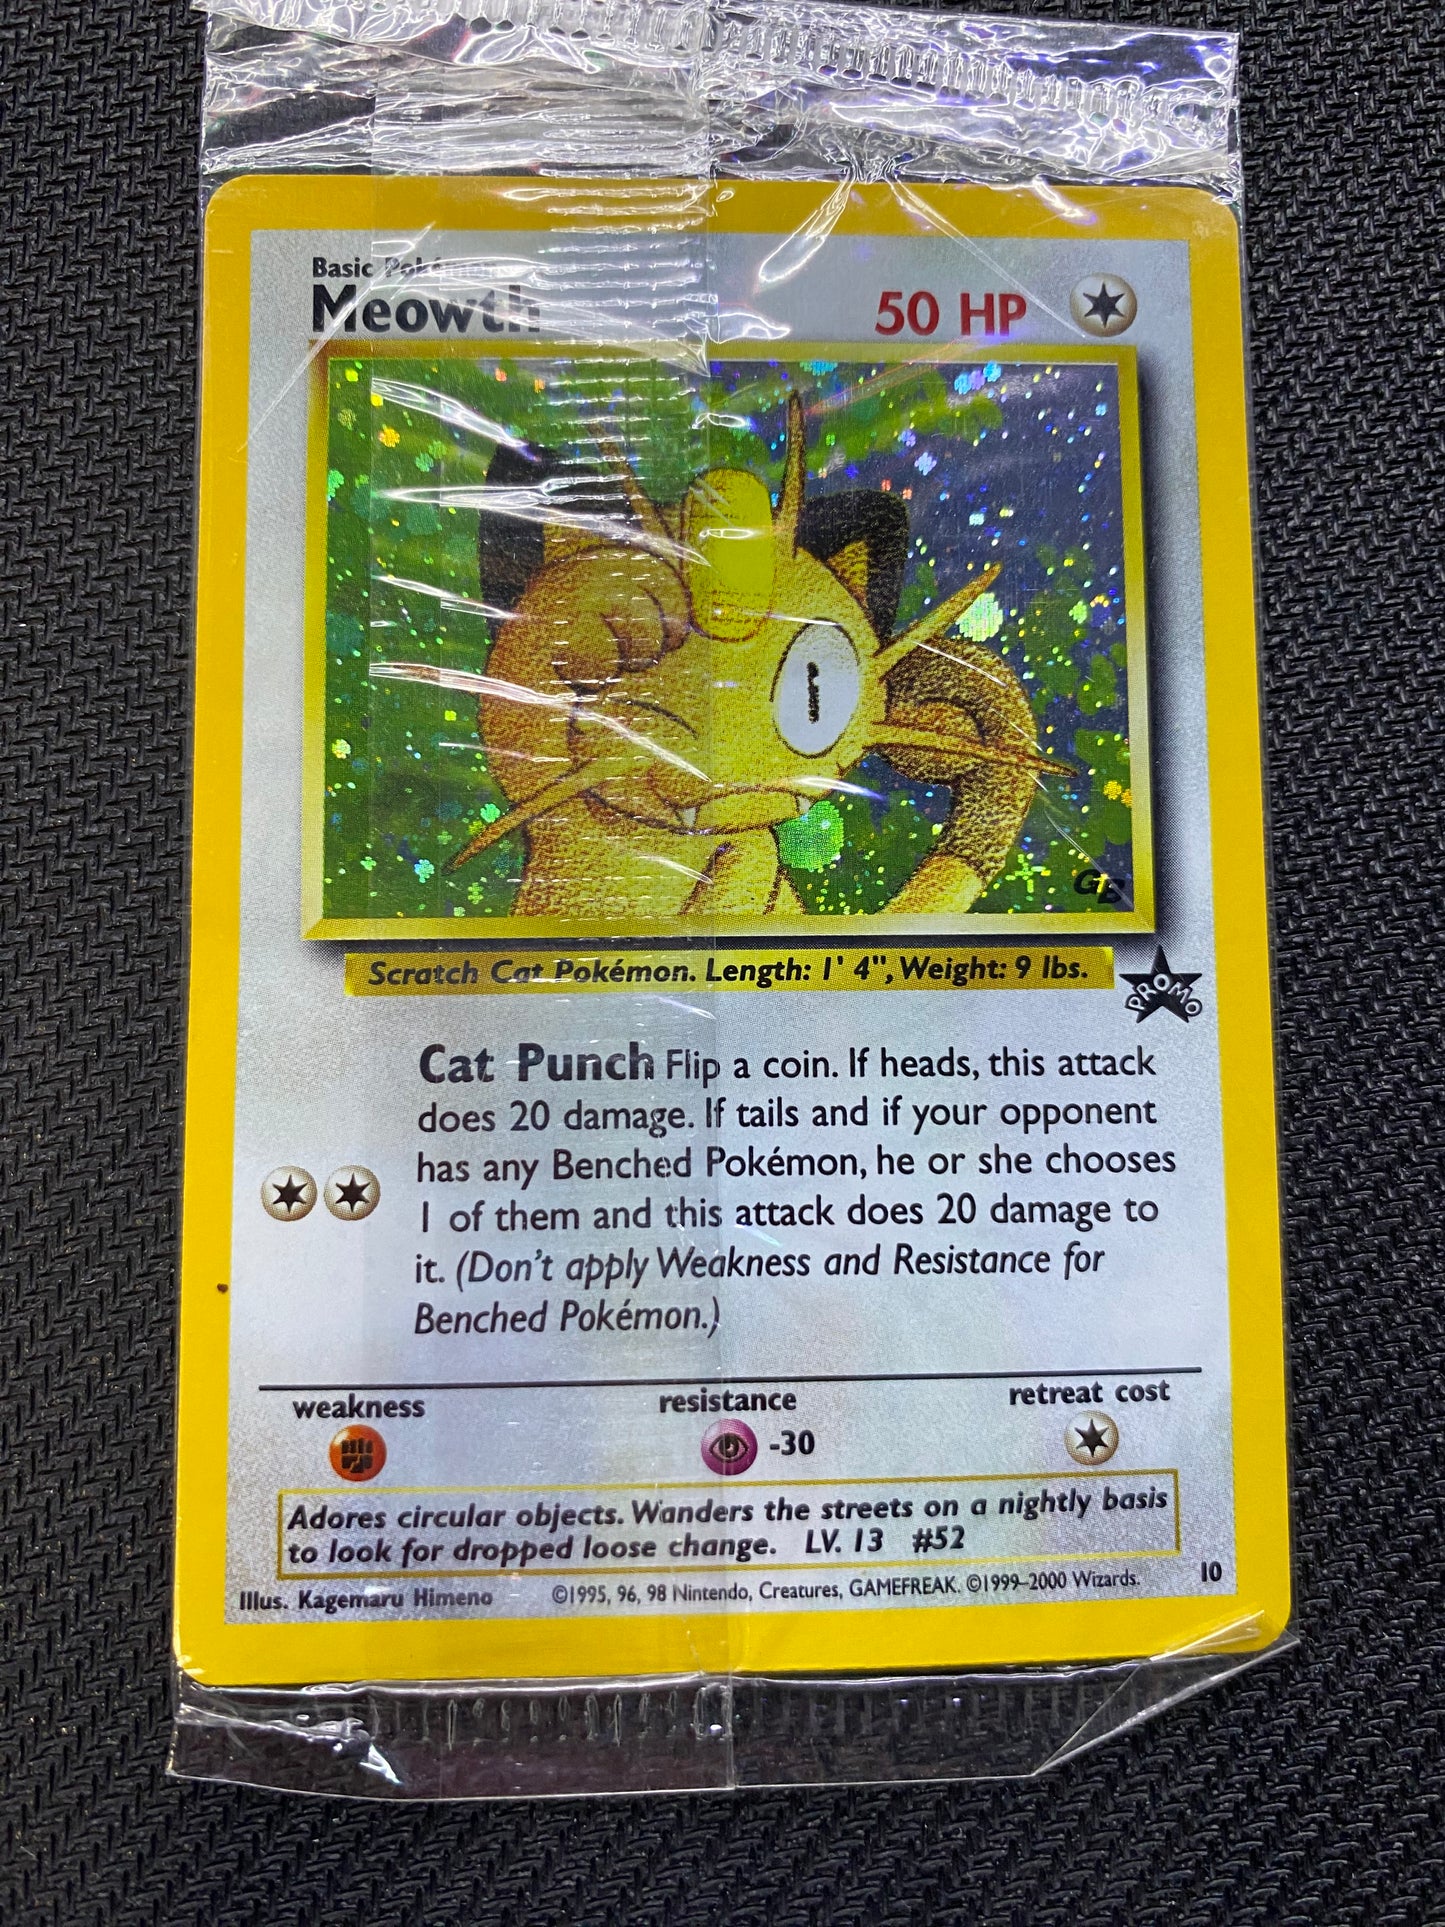 Basic Pokémon
Meowth
50 HP
GB
Scratch Cat Pokémon. Length: 1' 4", Weight: 9 lbs.
PROMO
Cat Punch Flip a coin. If heads, this attack
does 20 damage. If tails and if your opponent
has any Benched Pokémon, he or she chooses
1 of them and this attack does 20 damage to
it. (Don't apply Weakness and Resistance for
Benched Pokémon.)
weakness resistance retreat cost
-30
Adores circular objects. Wanders the streets on a nightly basis
to look for dropped loose change. LV. 13 #52
Illus. Kagemaru Himeno ©1995, 96, 98 Nintendo, Creatures, GAMEFREAK. ©1999–2000 Wizards. 10